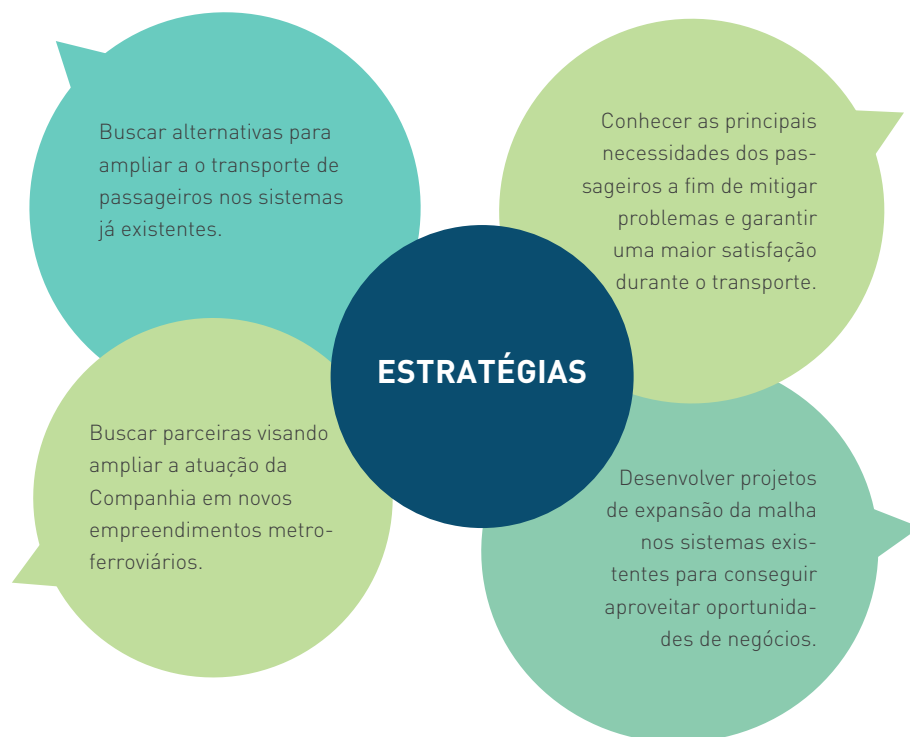 Buscar alternativas para
ampliar a o transporte de
passageiros nos sistemas
já existentes.
Conhecer as principais
necessidades dos pas-
sageiros a fim de mitigar
problemas e garantir
uma maior satisfação
durante o transporte.
ESTRATÉGIAS
Buscar parceiras visando
ampliar a atuação da
Companhia em novos
empreendimentos metro-
ferroviários.
Desenvolver projetos
de expansão da malha
nos sistemas exis-
tentes para conseguir
aproveitar oportunida-
des de negócios.